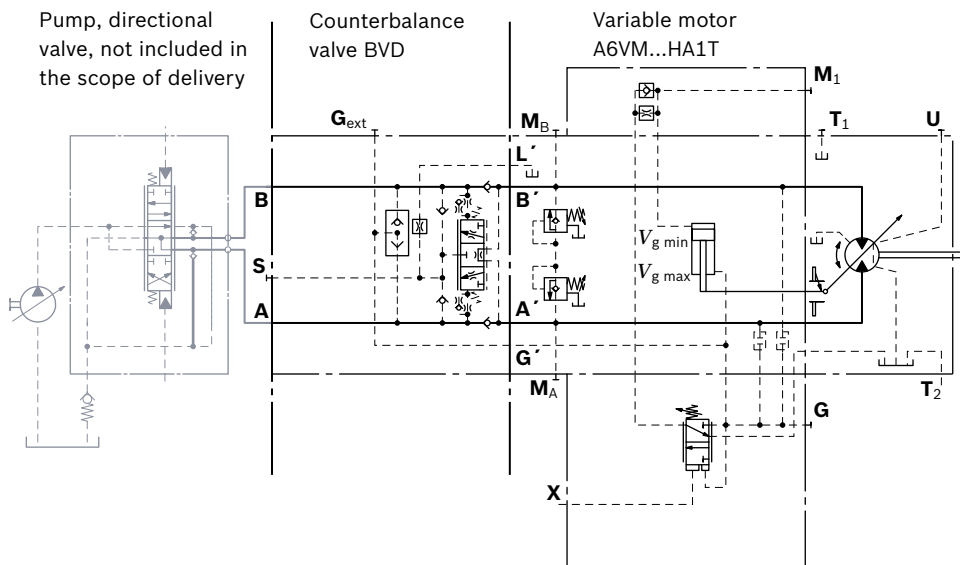 Pump, directional
valve, not included in
the scope of delivery
Counterbalance
valve BVD
Variable motor
A6VM...HA1T
M1
Gext
MB
T1
U
L´
B
B´
Vg min
Vg max
S
A
A´
G´
MA
T2
G
X